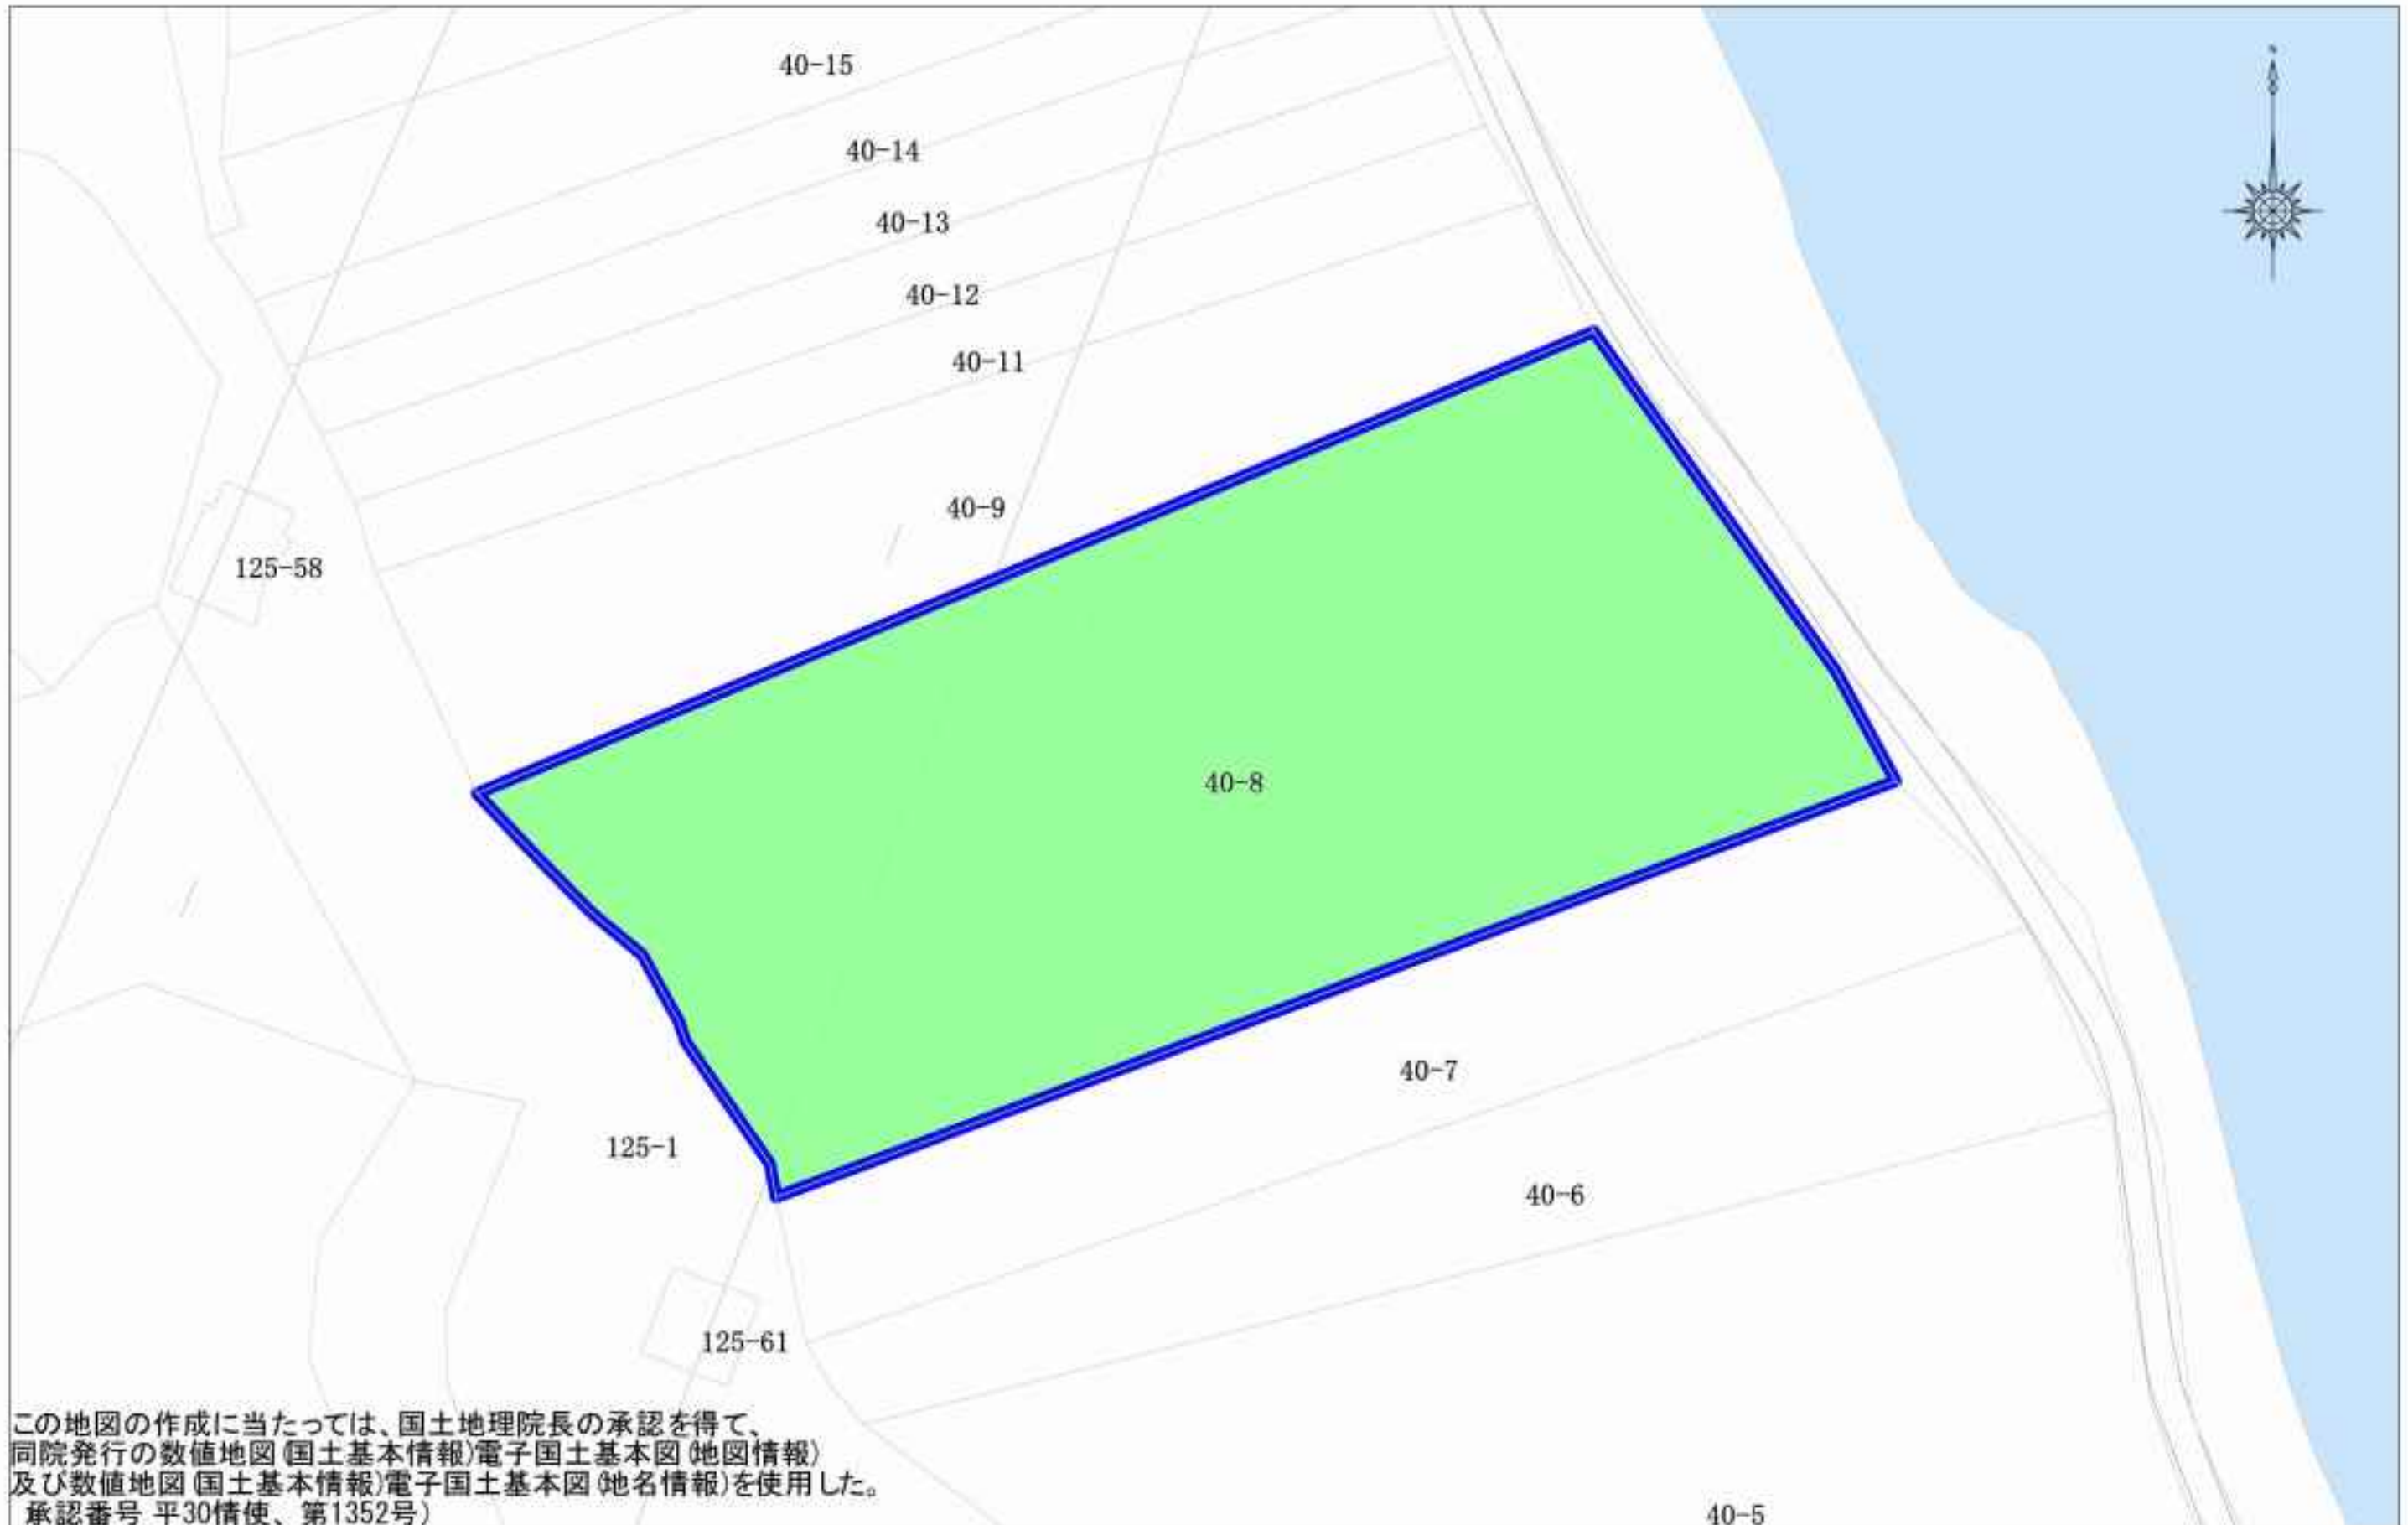 N
40-15
40-14
40-13
40-12
40-11
40-9
125-58
40-8
40-7
125-1
40-6
125-61
この地図の作成に当たっては、国土地理院長の承認を得て、
同院発行の数値地図(国土基本情報)電子国土基本図(地図情報)
及び数値地図(国土基本情報)電子国土基本図(地名情報)を使用した。
承認番号 平30情使、 第1352号)
40-5